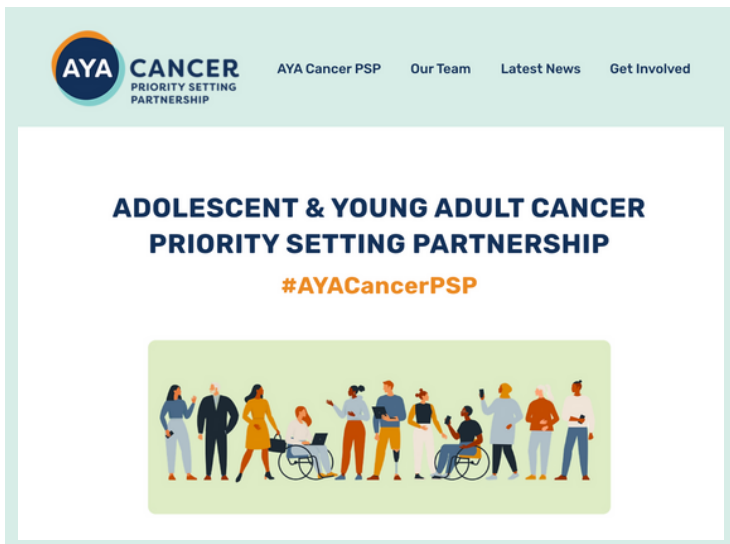 AYA
CANCER
PRIORITY SETTING
PARTNERSHIP
AYA Cancer PSP
Our Team
Latest News
Get Involved
ADOLESCENT & YOUNG ADULT CANCER
PRIORITY SETTING PARTNERSHIP
#AYACancerPSP